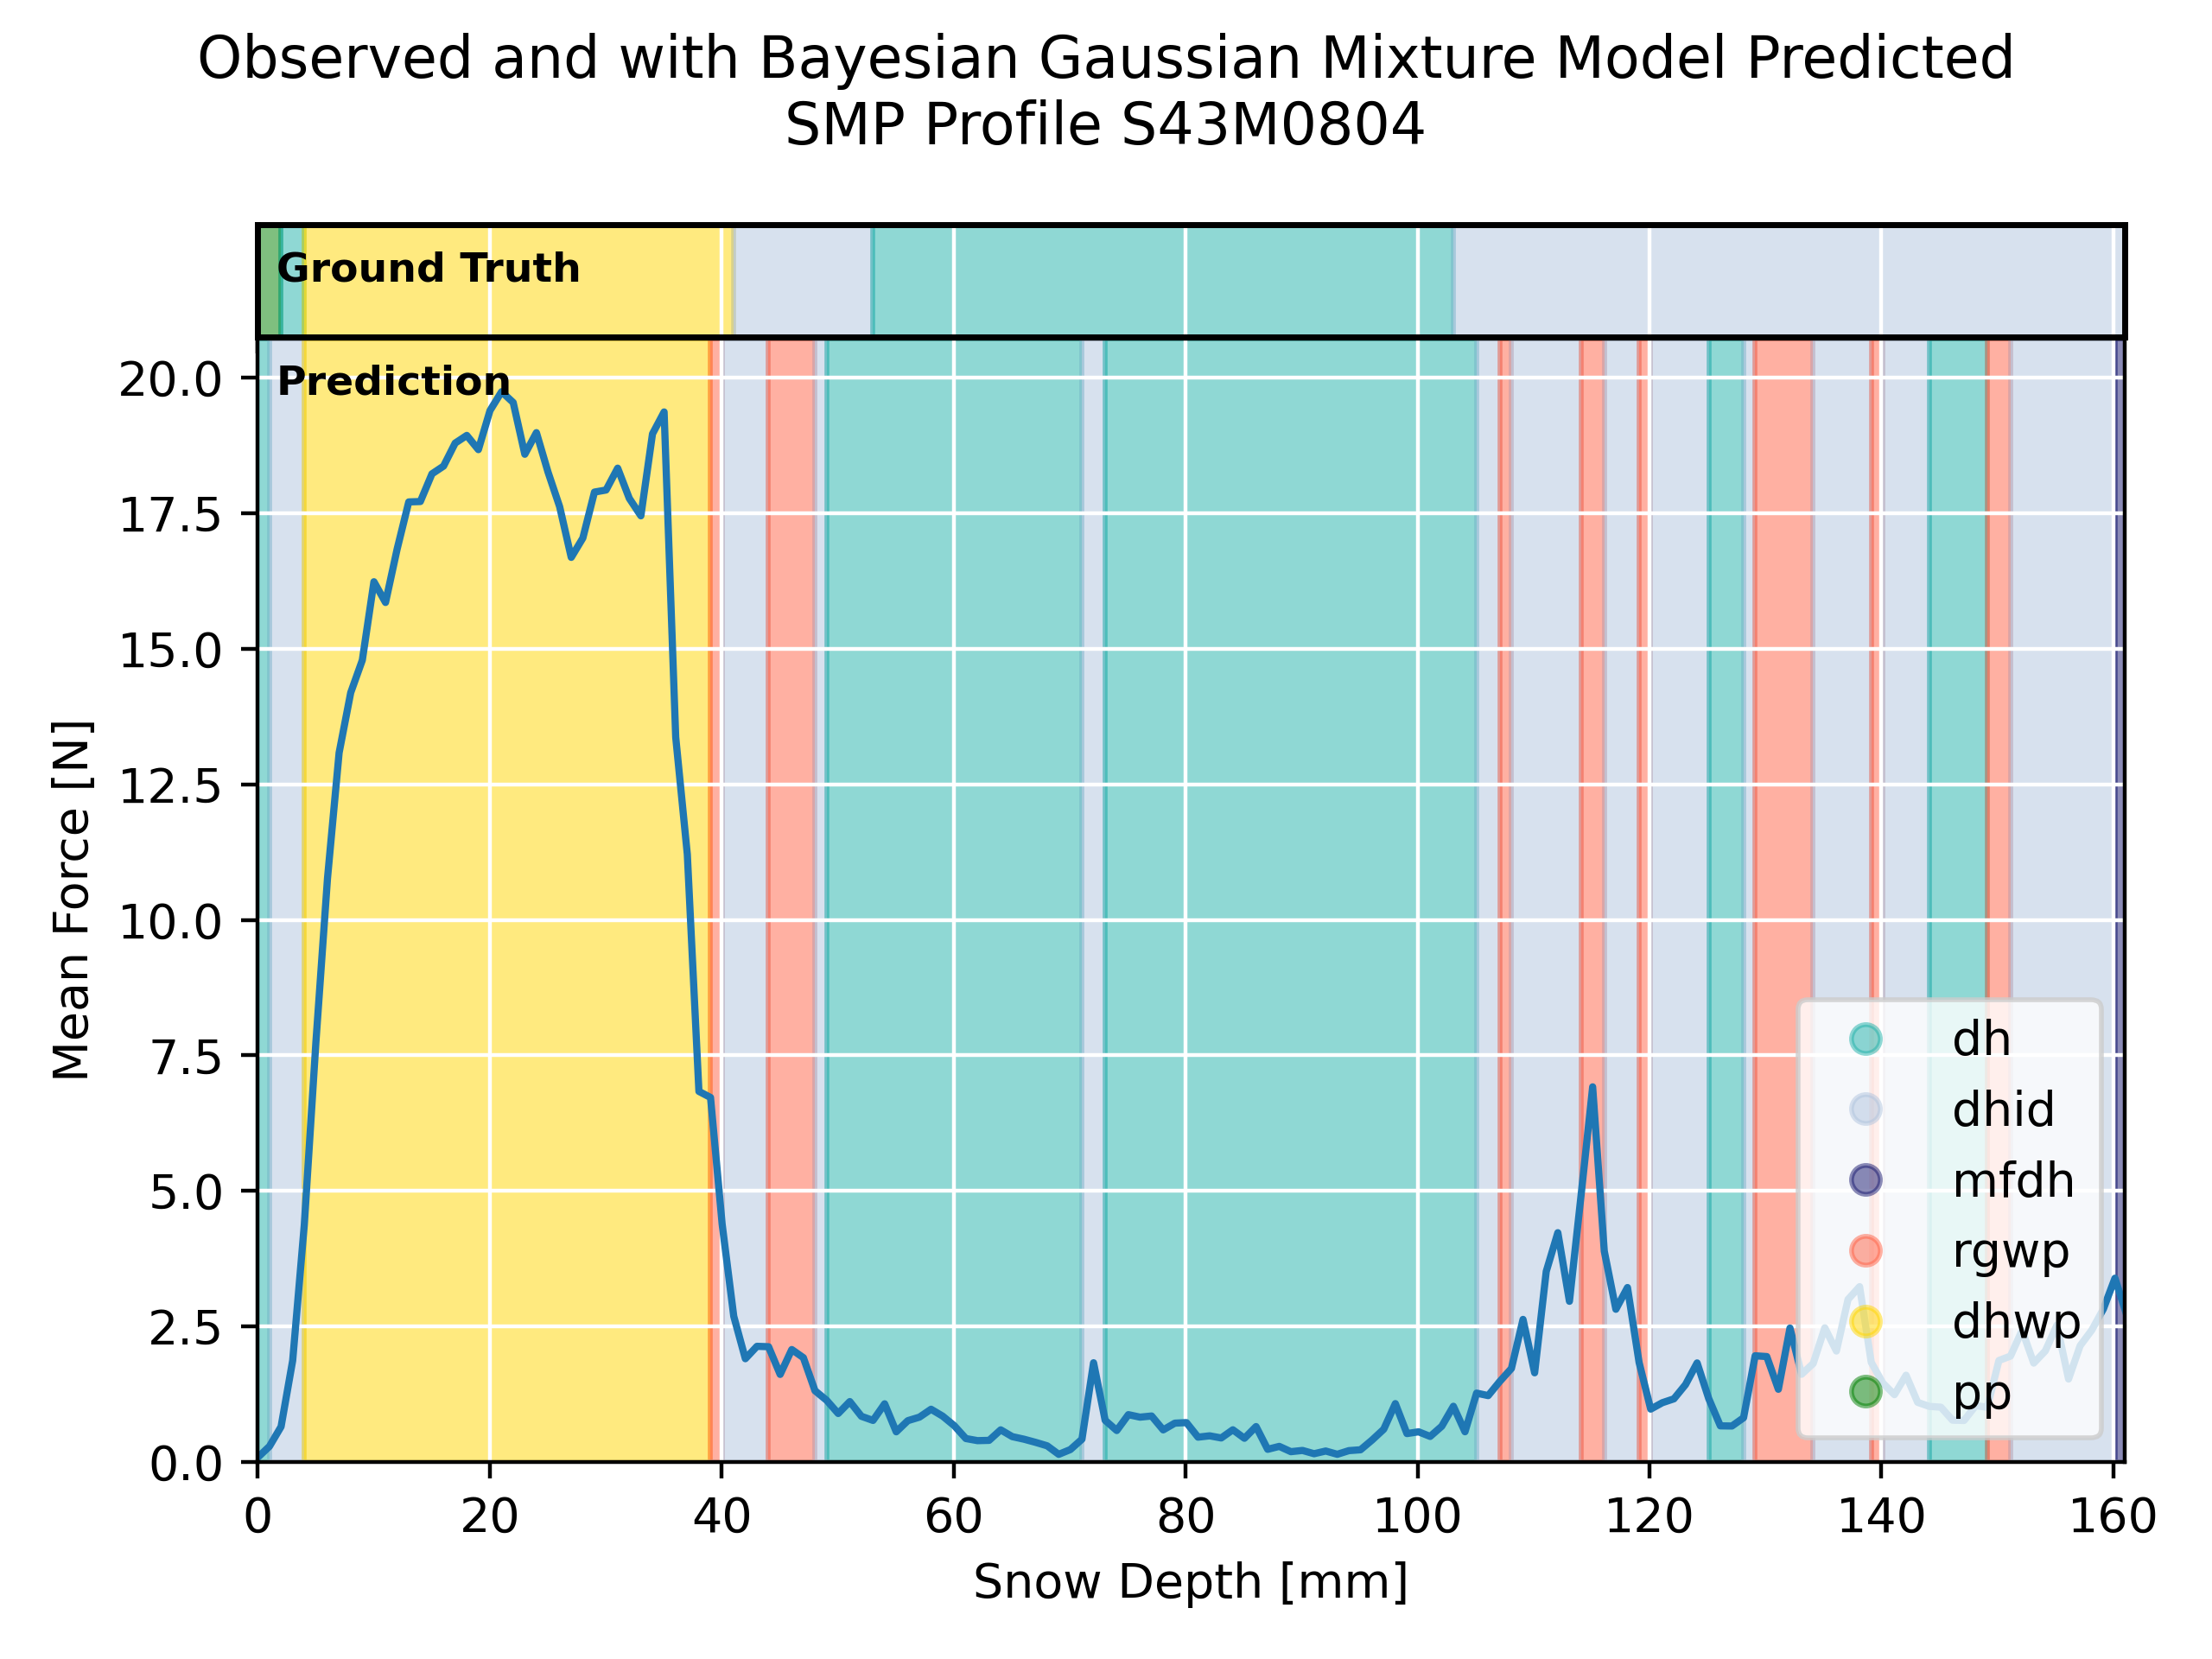 Observed and with Bayesian Gaussian Mixture Model Predicted
SMP Profile S43M0804
Ground Truth
Prediction
20.0
17.5
15.0
12.5
10.0
7.5
5.0
2.5
0.0
Mean Force [N]
dh
dhid
mfdh
rgwp
dhwp
pp
0 20 40 60 80 100 120 140 160
Snow Depth [mm]